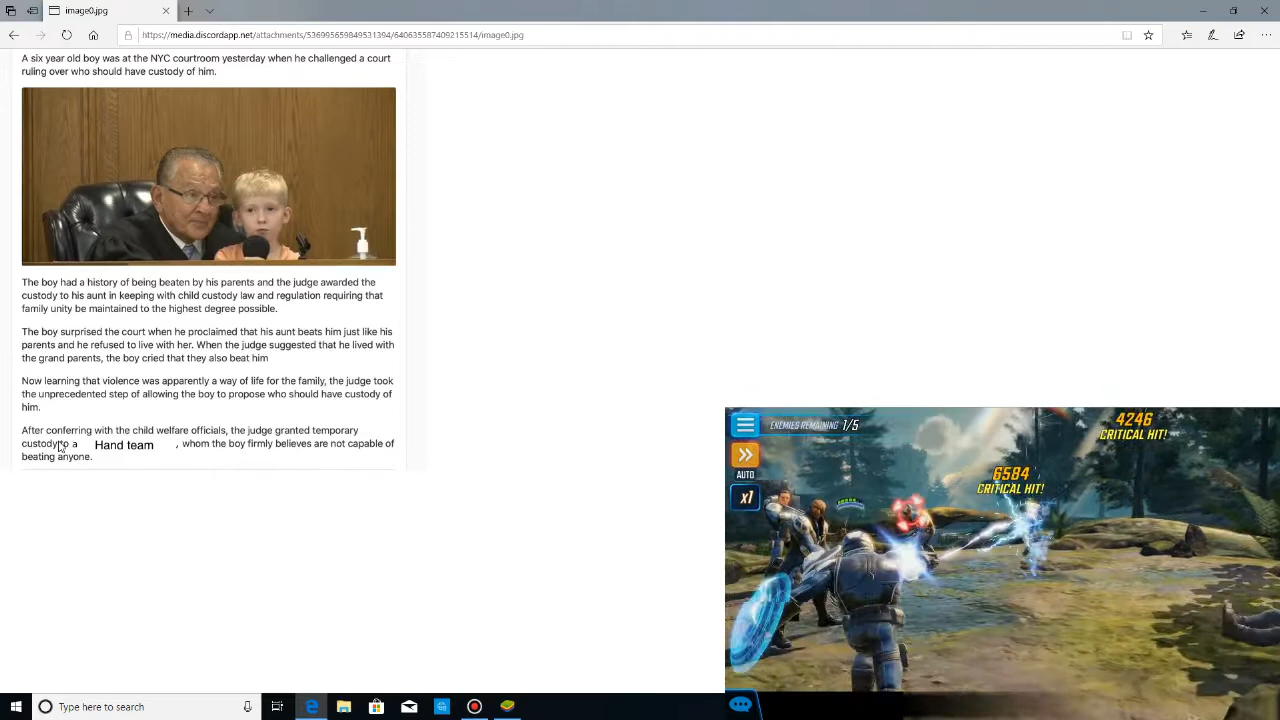 image0.jpg
https://media.discordapp.net/attachments/536995659849531394/640635587409215514/image0.jpg
A six year old boy was at the NYC courtroom yesterday when he challenged a court
ruling over who should have custody of him.
The boy had a history of being beaten by his parents and the judge awarded the
custody to his aunt in keeping with child custody law and regulation requiring that
family unity be maintained to the highest degree possible.
The boy surprised the court when he proclaimed that his aunt beats him just like his
parents and he refused to live with her. When the judge suggested that he lived with
the grand parents, the boy cried that they also beat him
Now learning that violence was apparently a way of life for the family, the judge took
the unprecedented step of allowing the boy to propose who should have custody of
him.
After conferring with the child welfare officials, the judge granted temporary
custody to a Hand team , whom the boy firmly believes are not capable of
beating anyone.
ENEMIES REMAINING 1/5
AUTO
x1
4246
CRITICAL HIT!
6584
CRITICAL HIT!
Type here to search